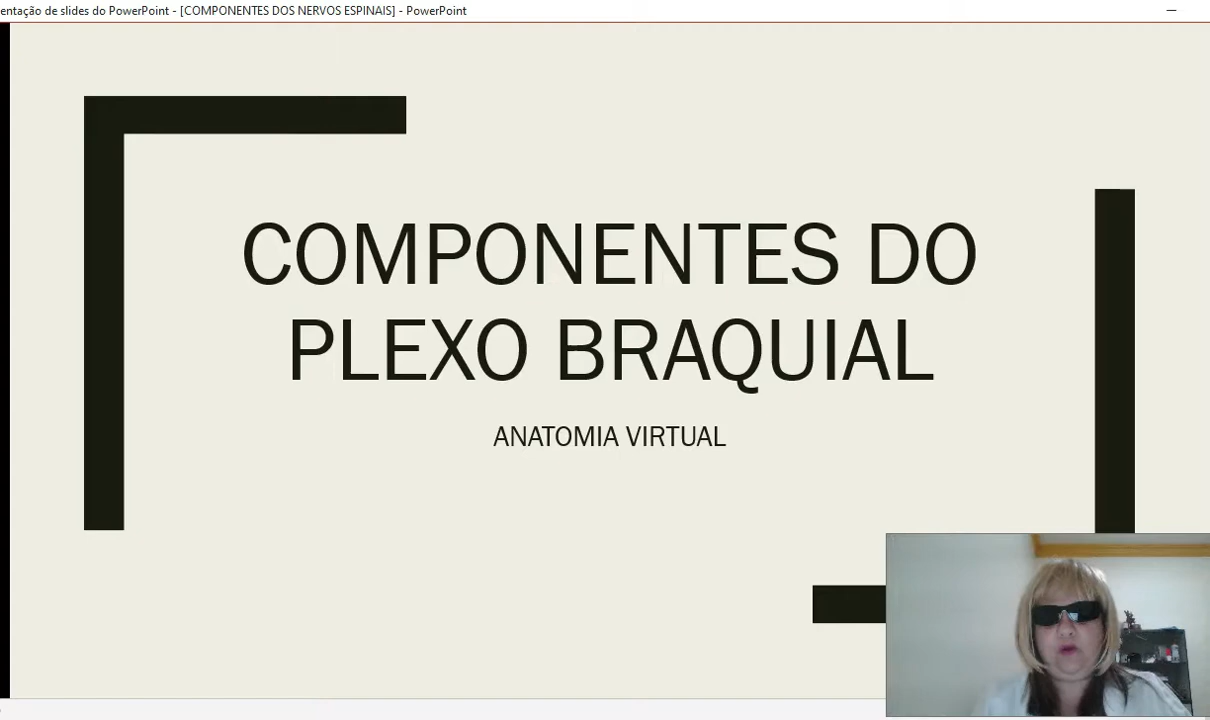 entação de slides do PowerPoint - [COMPONENTES DOS NERVOS ESPINAIS] - PowerPoint
COMPONENTES DO
PLEXO BRAQUIAL
ANATOMIA VIRTUAL